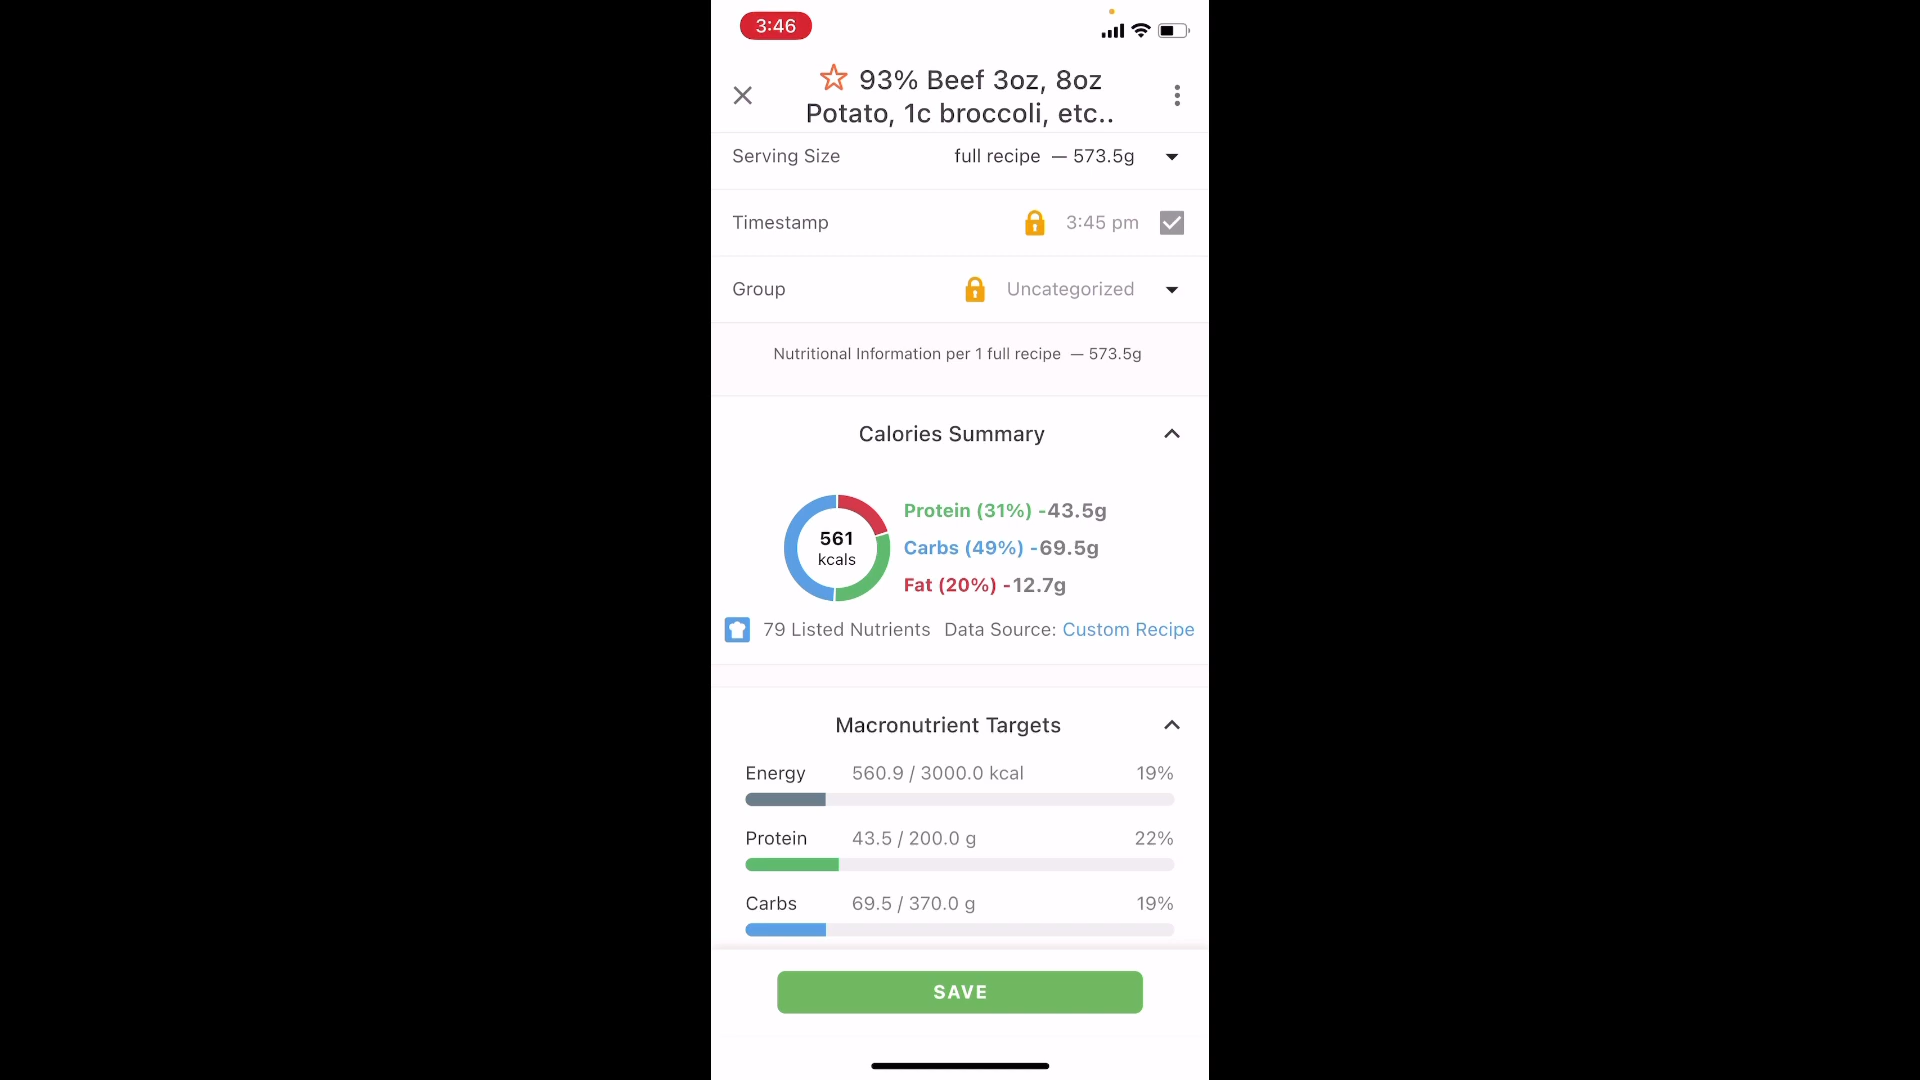 3:46
93% Beef 3oz, 8oz
Potato, 1c broccoli, etc..
Serving Size full recipe — 573.5g
Timestamp 3:45 pm
Group Uncategorized
Nutritional Information per 1 full recipe — 573.5g
Calories Summary
561
kcals
Protein (31%) -43.5g
Carbs (49%) -69.5g
Fat (20%) -12.7g
79 Listed Nutrients Data Source: Custom Recipe
Macronutrient Targets
Energy 560.9 / 3000.0 kcal 19%
Protein 43.5 / 200.0 g 22%
Carbs 69.5 / 370.0 g 19%
SAVE